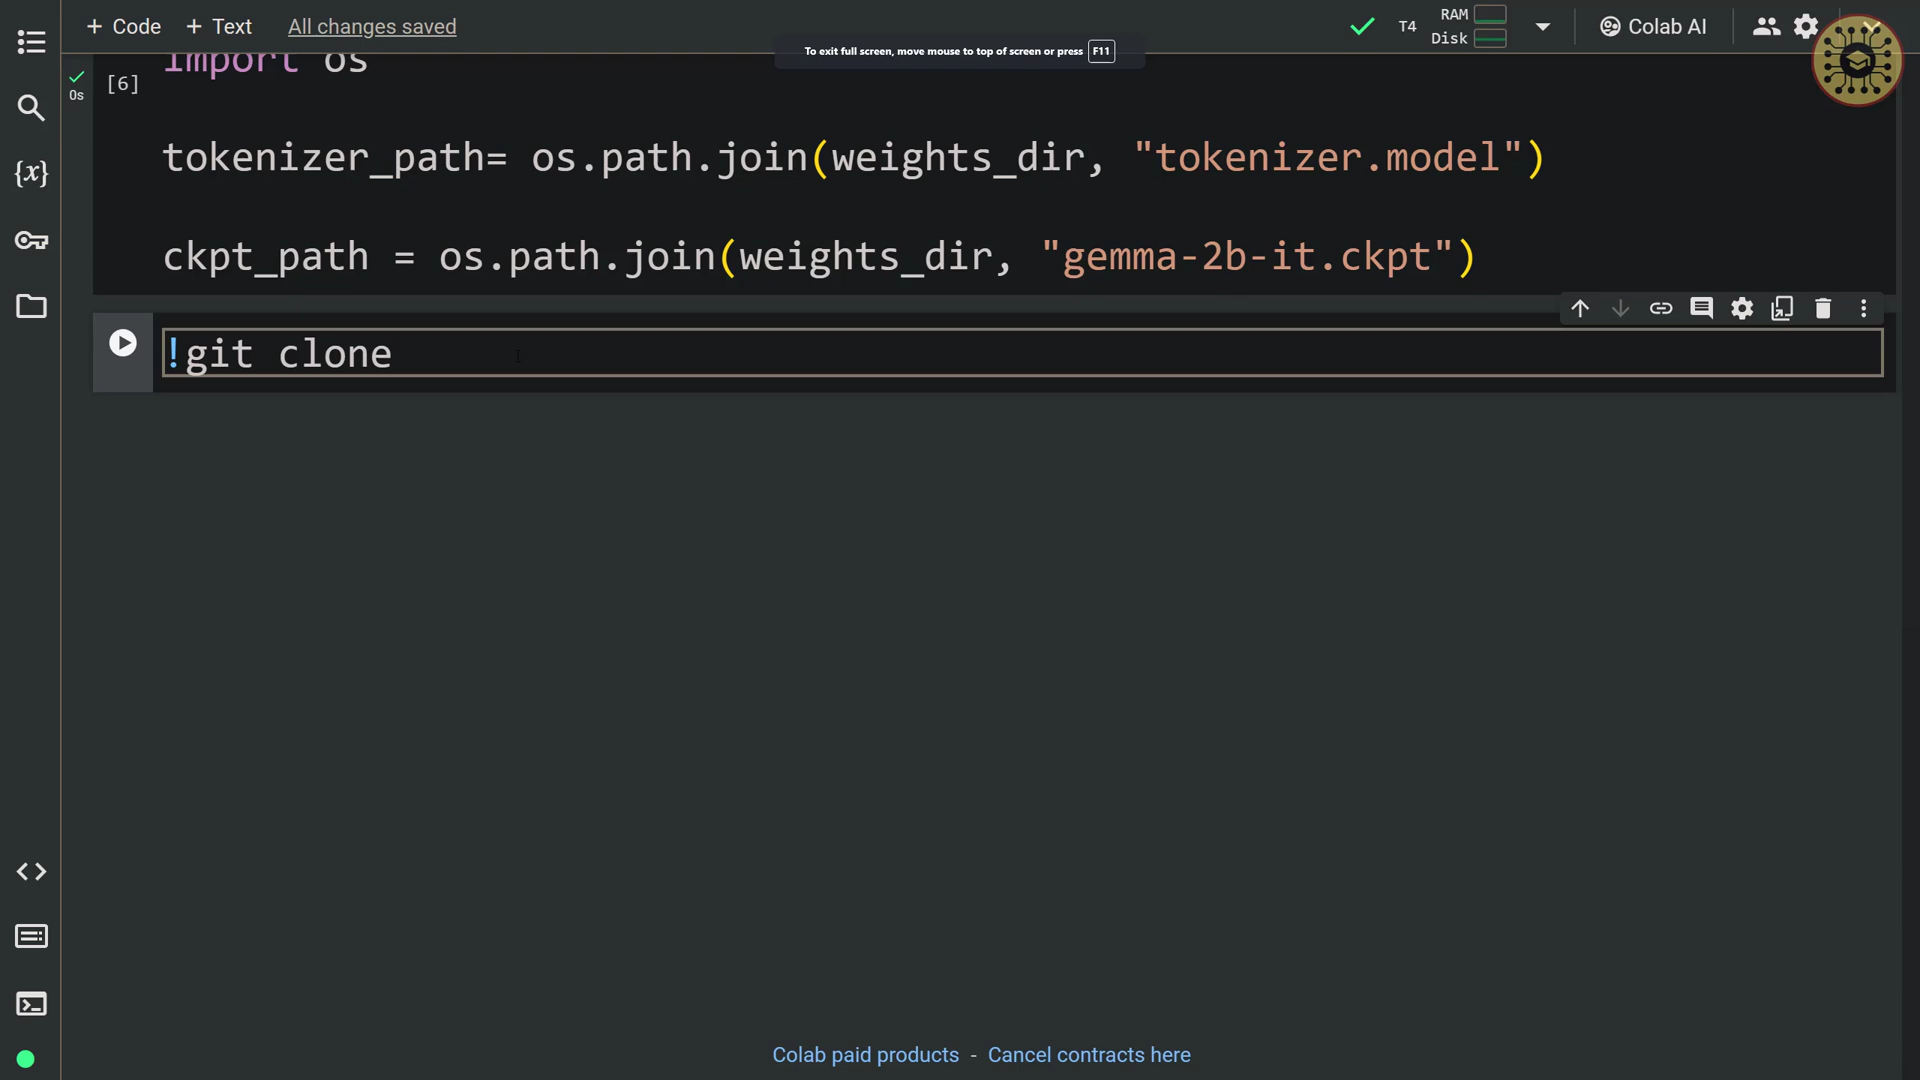 + Code + Text All changes saved
T4
RAM
Disk
Colab AI
To exit full screen, move mouse to top of screen or press F11
import os
0s
[6]
{x}
tokenizer_path= os.path.join(weights_dir, "tokenizer.model")
ckpt_path = os.path.join(weights_dir, "gemma-2b-it.ckpt")
!git clone
Colab paid products - Cancel contracts here